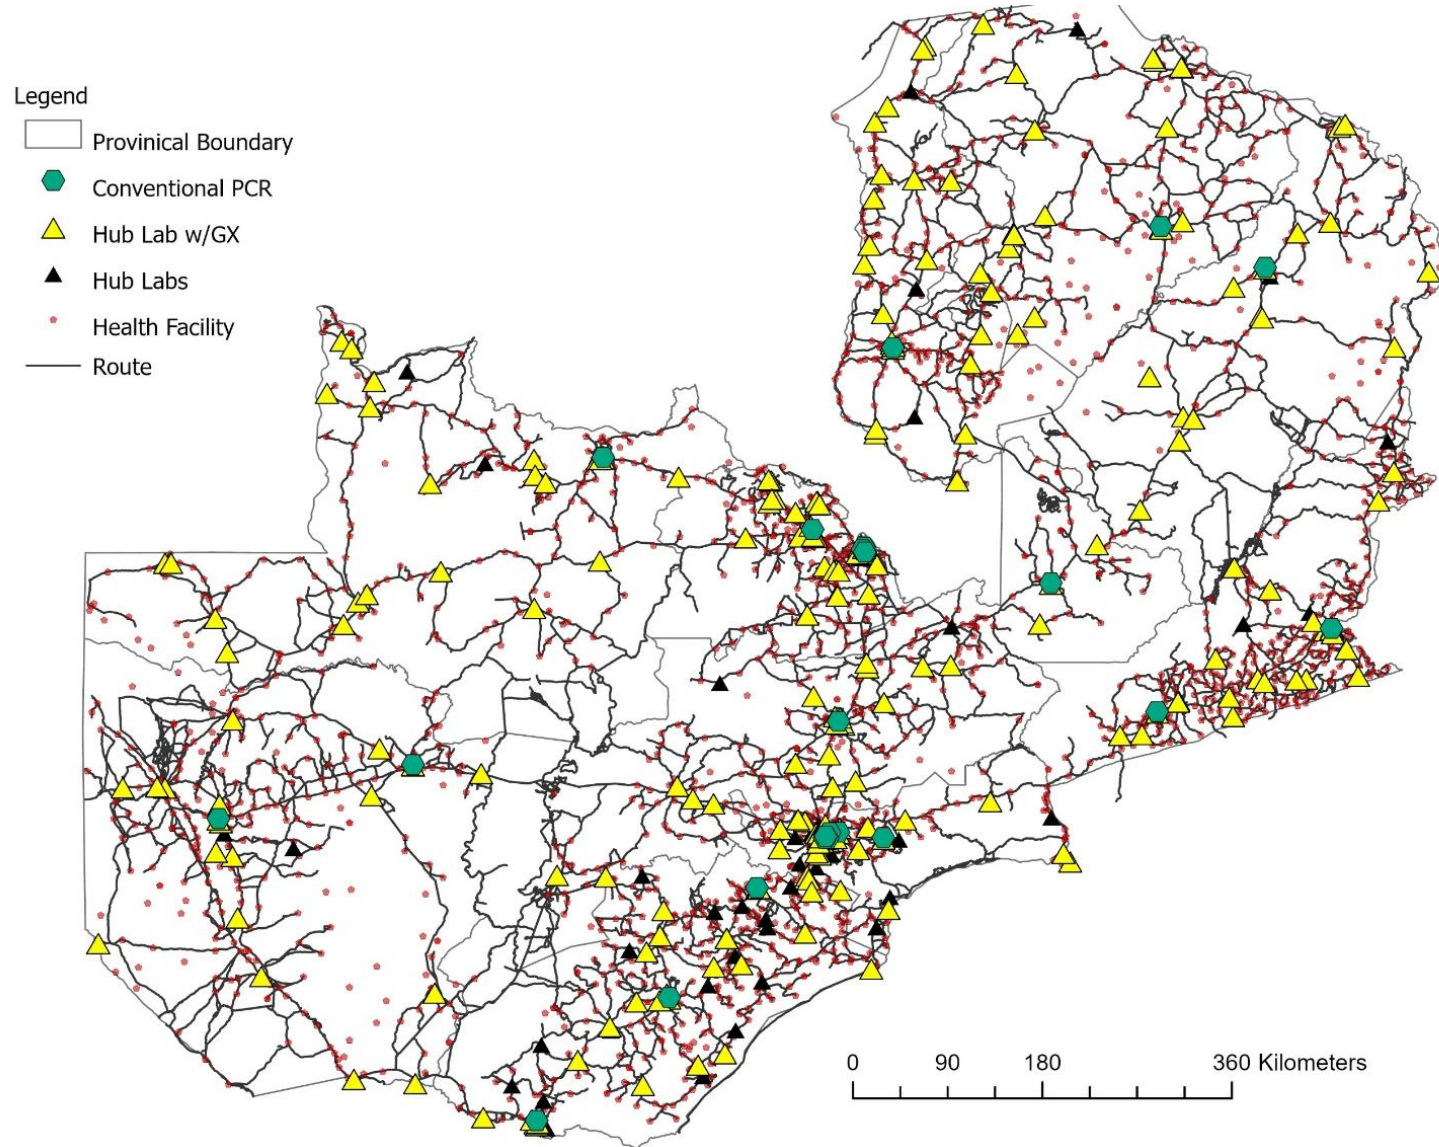 Legend
Provinical Boundary
Conventional PCR
Hub Lab w/GX
Hub Labs
Health Facility
Route
0 90 180 360 Kilometers